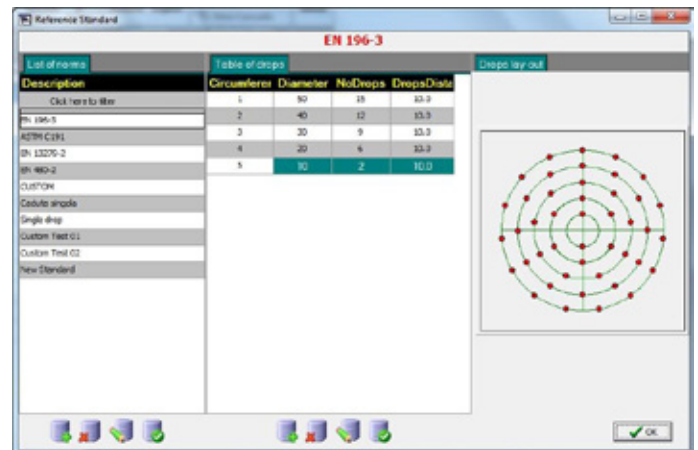 Reference Standard
EN 196-3
List of norms
Table of drops
Drops lay out
Description
Circumferer Diameter NoDrops DropsDista
Click here to filter
1 50 15 10.0
EN 196-3
2 40 12 10.0
ASTM C191
3 30 9 10.0
EN 13279-2
4 20 6 10.0
EN 480-2
5 10 2 10.0
CUSTOM
Caduta singola
Single drop
Custom Test 01
Custom Test 02
New Standard
OK